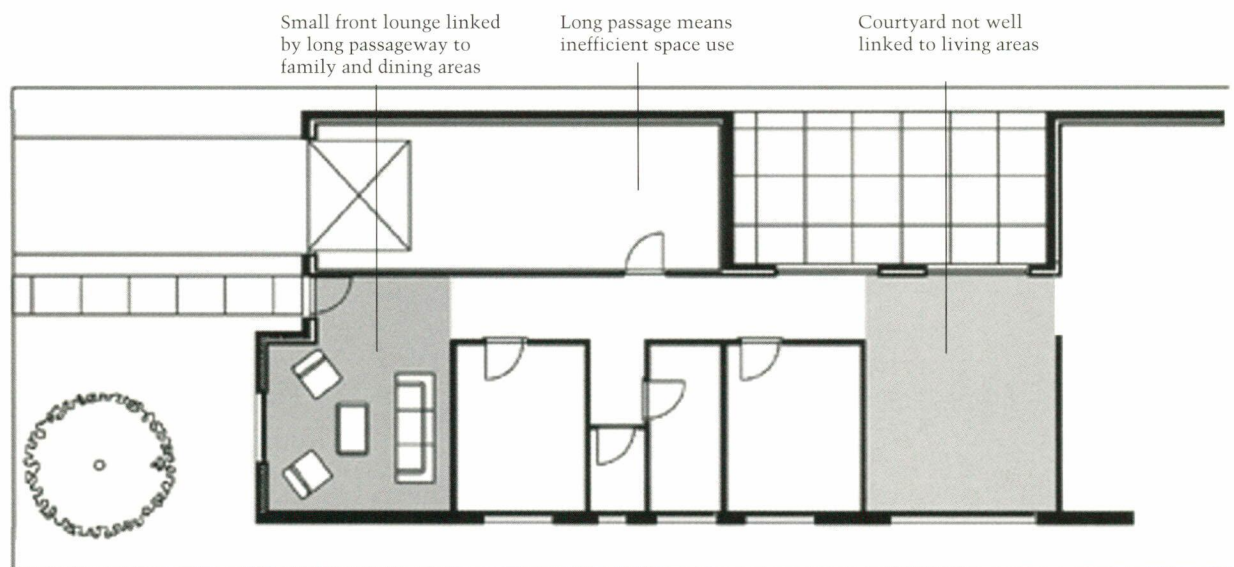 Small front lounge linked
by long passageway to
family and dining areas
Long passage means
inefficient space use
Courtyard not well
linked to living areas